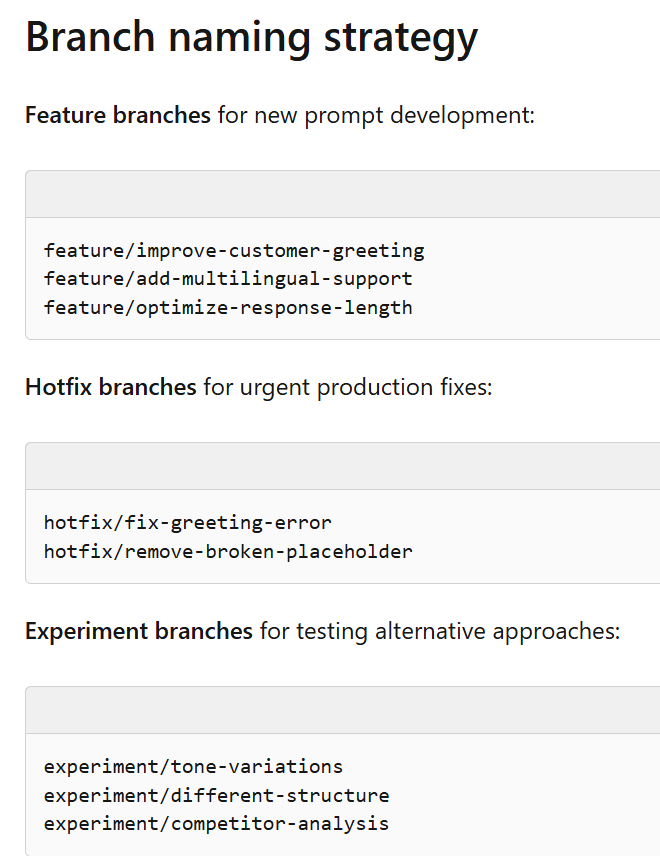 Branch naming strategy
Feature branches for new prompt development:
feature/improve-customer-greeting
feature/add-multilingual-support
feature/optimize-response-length
Hotfix branches for urgent production fixes:
hotfix/fix-greeting-error
hotfix/remove-broken-placeholder
Experiment branches for testing alternative approaches:
experiment/tone-variations
experiment/different-structure
experiment/competitor-analysis